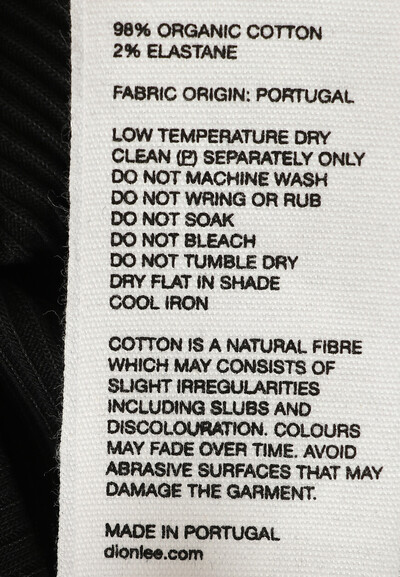 98% ORGANIC COTTON
2% ELASTANE
FABRIC ORIGIN: PORTUGAL
LOW TEMPERATURE DRY
CLEAN (P) SEPARATELY ONLY
DO NOT MACHINE WASH
DO NOT WRING OR RUB
DO NOT SOAK
DO NOT BLEACH
DO NOT TUMBLE DRY
DRY FLAT IN SHADE
COOL IRON
COTTON IS A NATURAL FIBRE
WHICH MAY CONSISTS OF
SLIGHT IRREGULARITIES
INCLUDING SLUBS AND
DISCOLOURATION. COLOURS
MAY FADE OVER TIME. AVOID
ABRASIVE SURFACES THAT MAY
DAMAGE THE GARMENT.
MADE IN PORTUGAL
dionlee.com